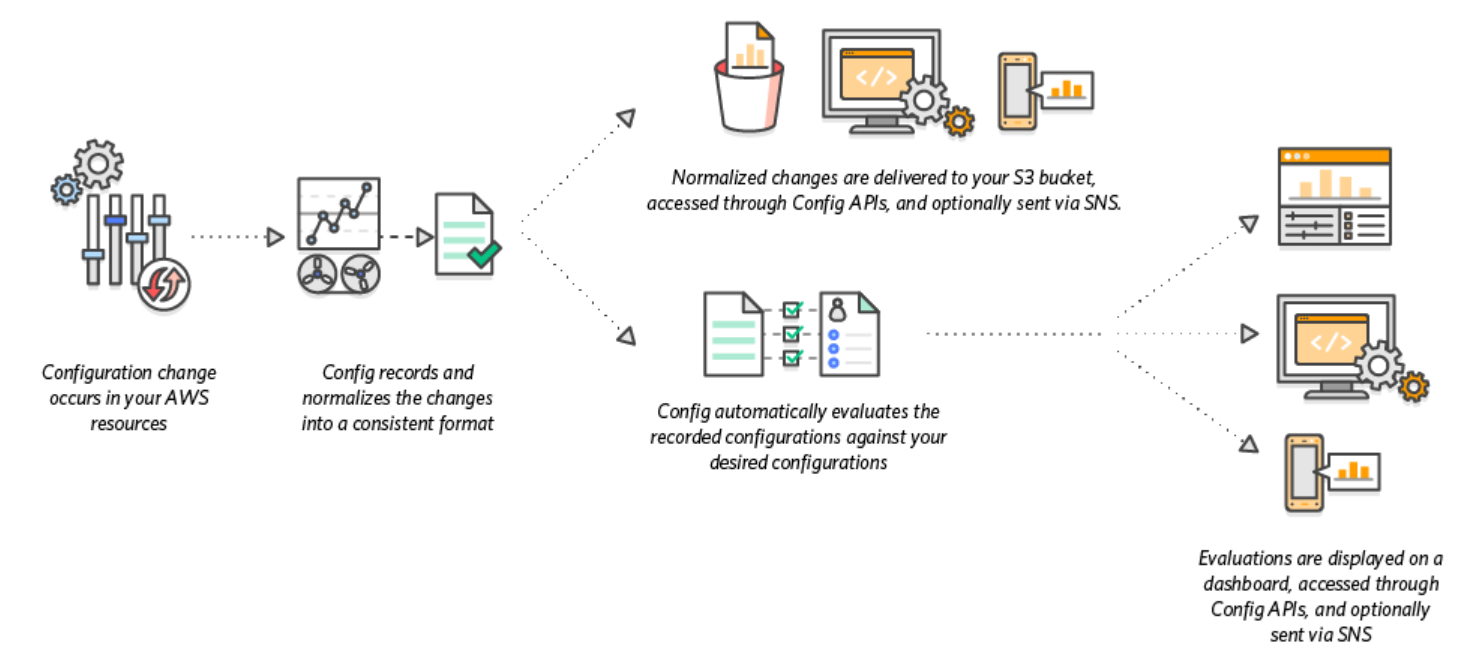 Configuration change
occurs in your AWS
resources
Config records and
normalizes the changes
into a consistent format
Normalized changes are delivered to your S3 bucket,
accessed through Config APIs, and optionally sent via SNS.
</>
Config automatically evaluates the
recorded configurations against your
desired configurations
</>
Evaluations are displayed on a
dashboard, accessed through
Config APIs, and optionally
sent via SNS